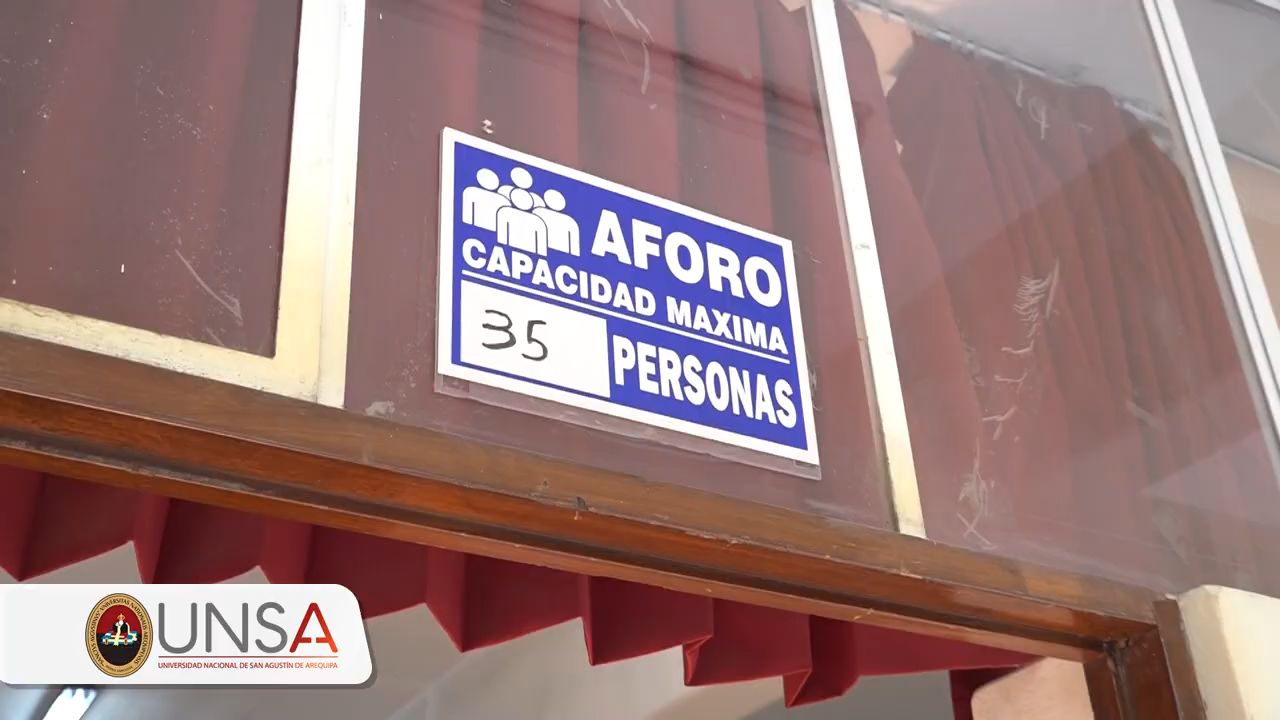 AFORO
CAPACIDAD MAXIMA
35 PERSONAS
UNSA
UNIVERSIDAD NACIONAL DE SAN AGUSTÍN DE AREQUIPA